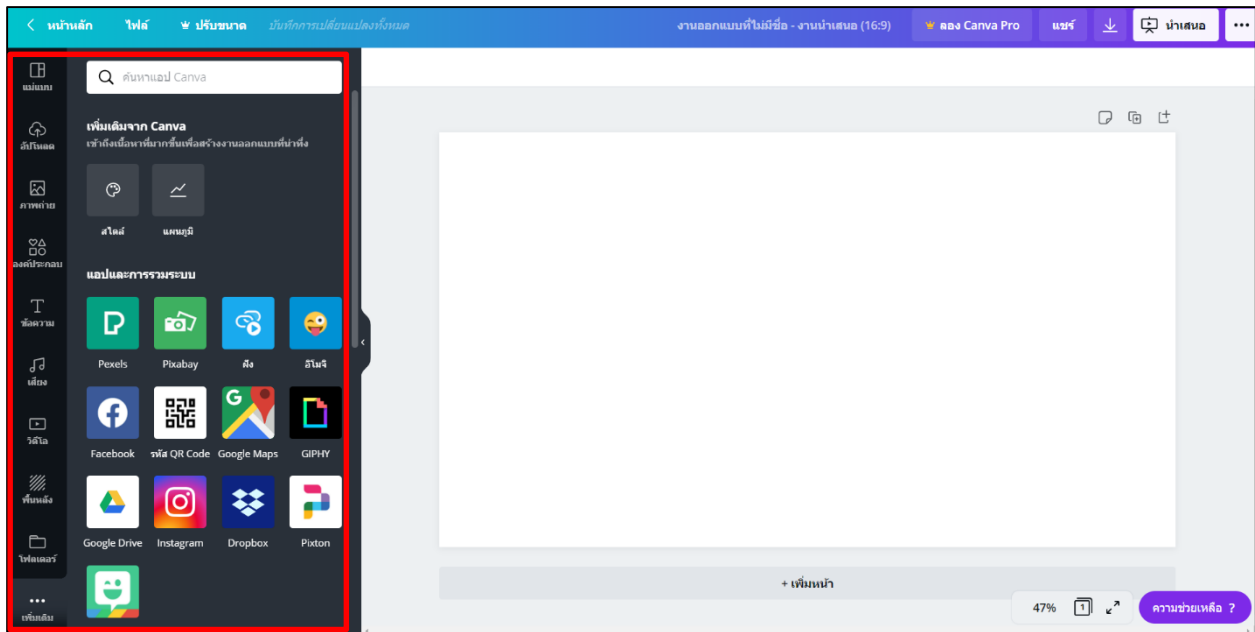 หน้าหลัก ไฟล์ ปรับขนาด บันทึกการเปลี่ยนแปลงทั้งหมด งานออกแบบที่ไม่มีชื่อ - งานนำเสนอ (16:9) ลอง Canva Pro แชร์ นำเสนอ
แม่แบบ
อัปโหลด
ภาพถ่าย
องค์ประกอบ
ข้อความ
เสียง
วิดีโอ
พื้นหลัง
โฟลเดอร์
เพิ่มเติม
ค้นหาแอป Canva
เพิ่มเติมจาก Canva
เข้าถึงเนื้อหาที่มากขึ้นเพื่อสร้างงานออกแบบที่น่าทึ่ง
สไตล์ แผนภูมิ
แอปและการรวมระบบ
Pexels Pixabay ฝัง อีโมจิ
Facebook รหัส QR Code Google Maps GIPHY
Google Drive Instagram Dropbox Pixton
+ เพิ่มหน้า
47% 1 ความช่วยเหลือ ?